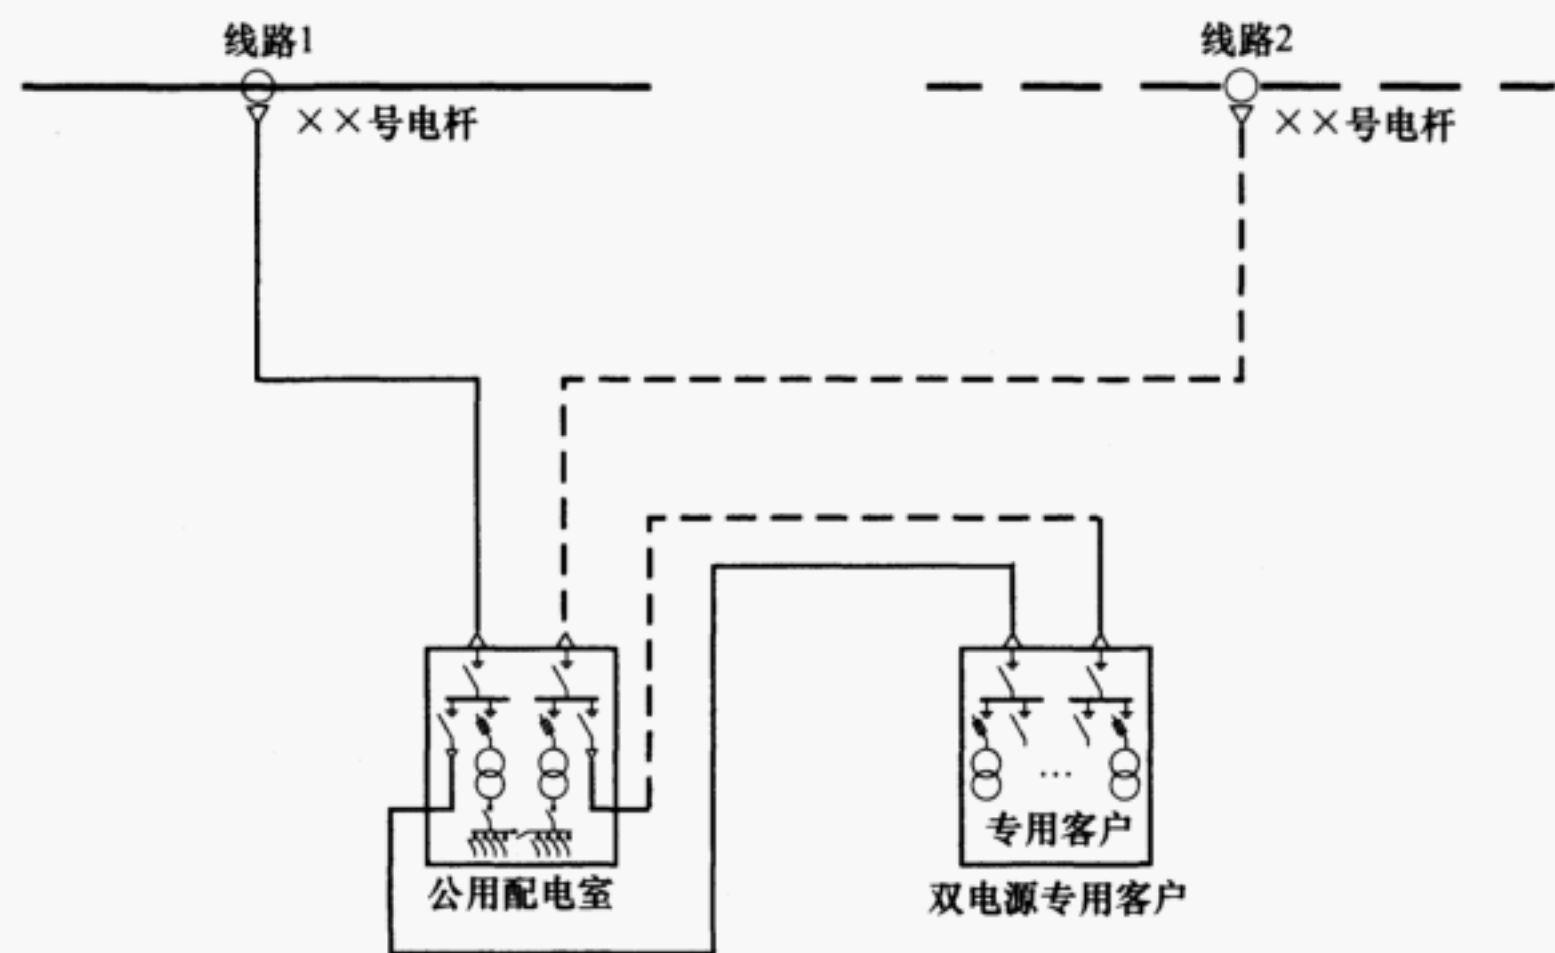 线路1
线路2
××号电杆
××号电杆
···
专用客户
公用配电室
双电源专用客户